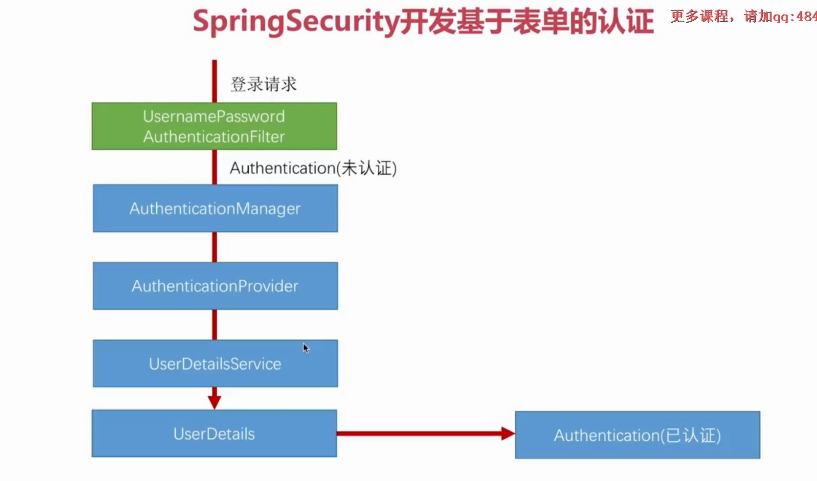 SpringSecurity开发基于表单的认证
更多课程，请加qq:484
登录请求
UsernamePassword
AuthenticationFilter
Authentication(未认证)
AuthenticationManager
AuthenticationProvider
UserDetailsService
UserDetails
Authentication(已认证)